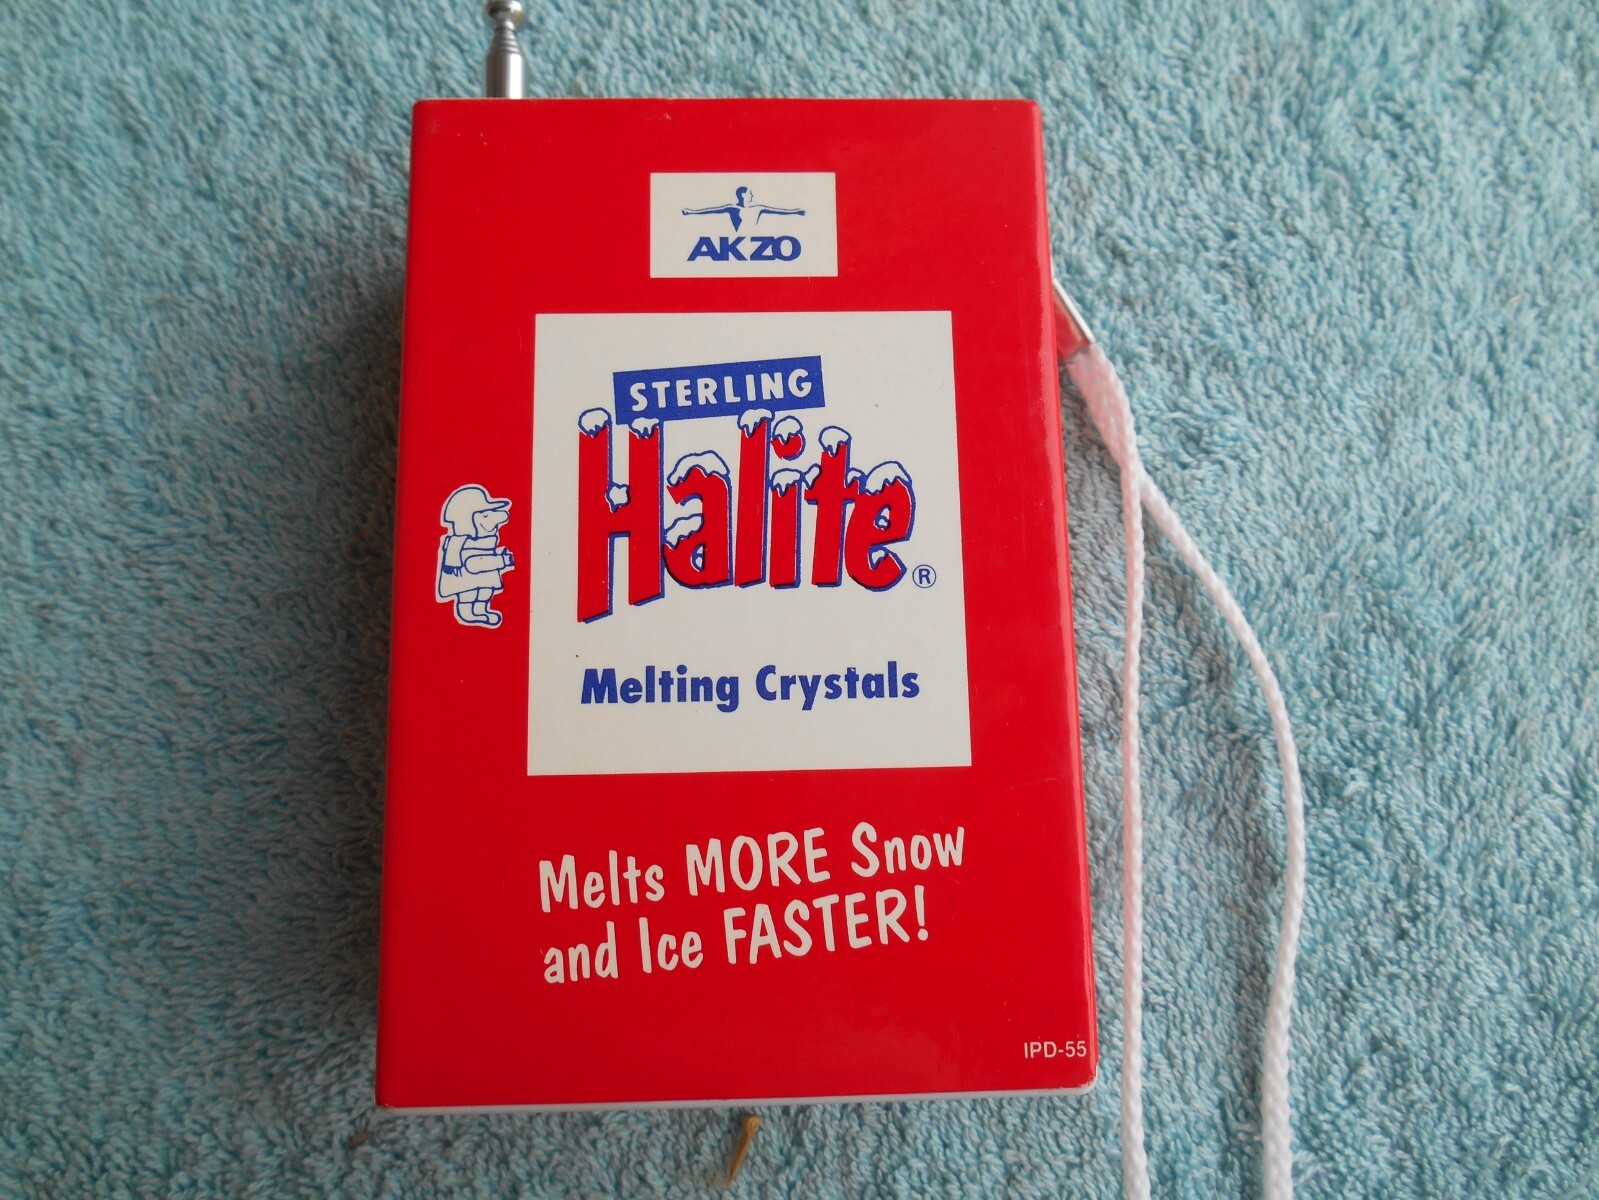 AKZO
STERLING
Halite®
Melting Crystals
Melts MORE Snow
and Ice FASTER!
IPD-55